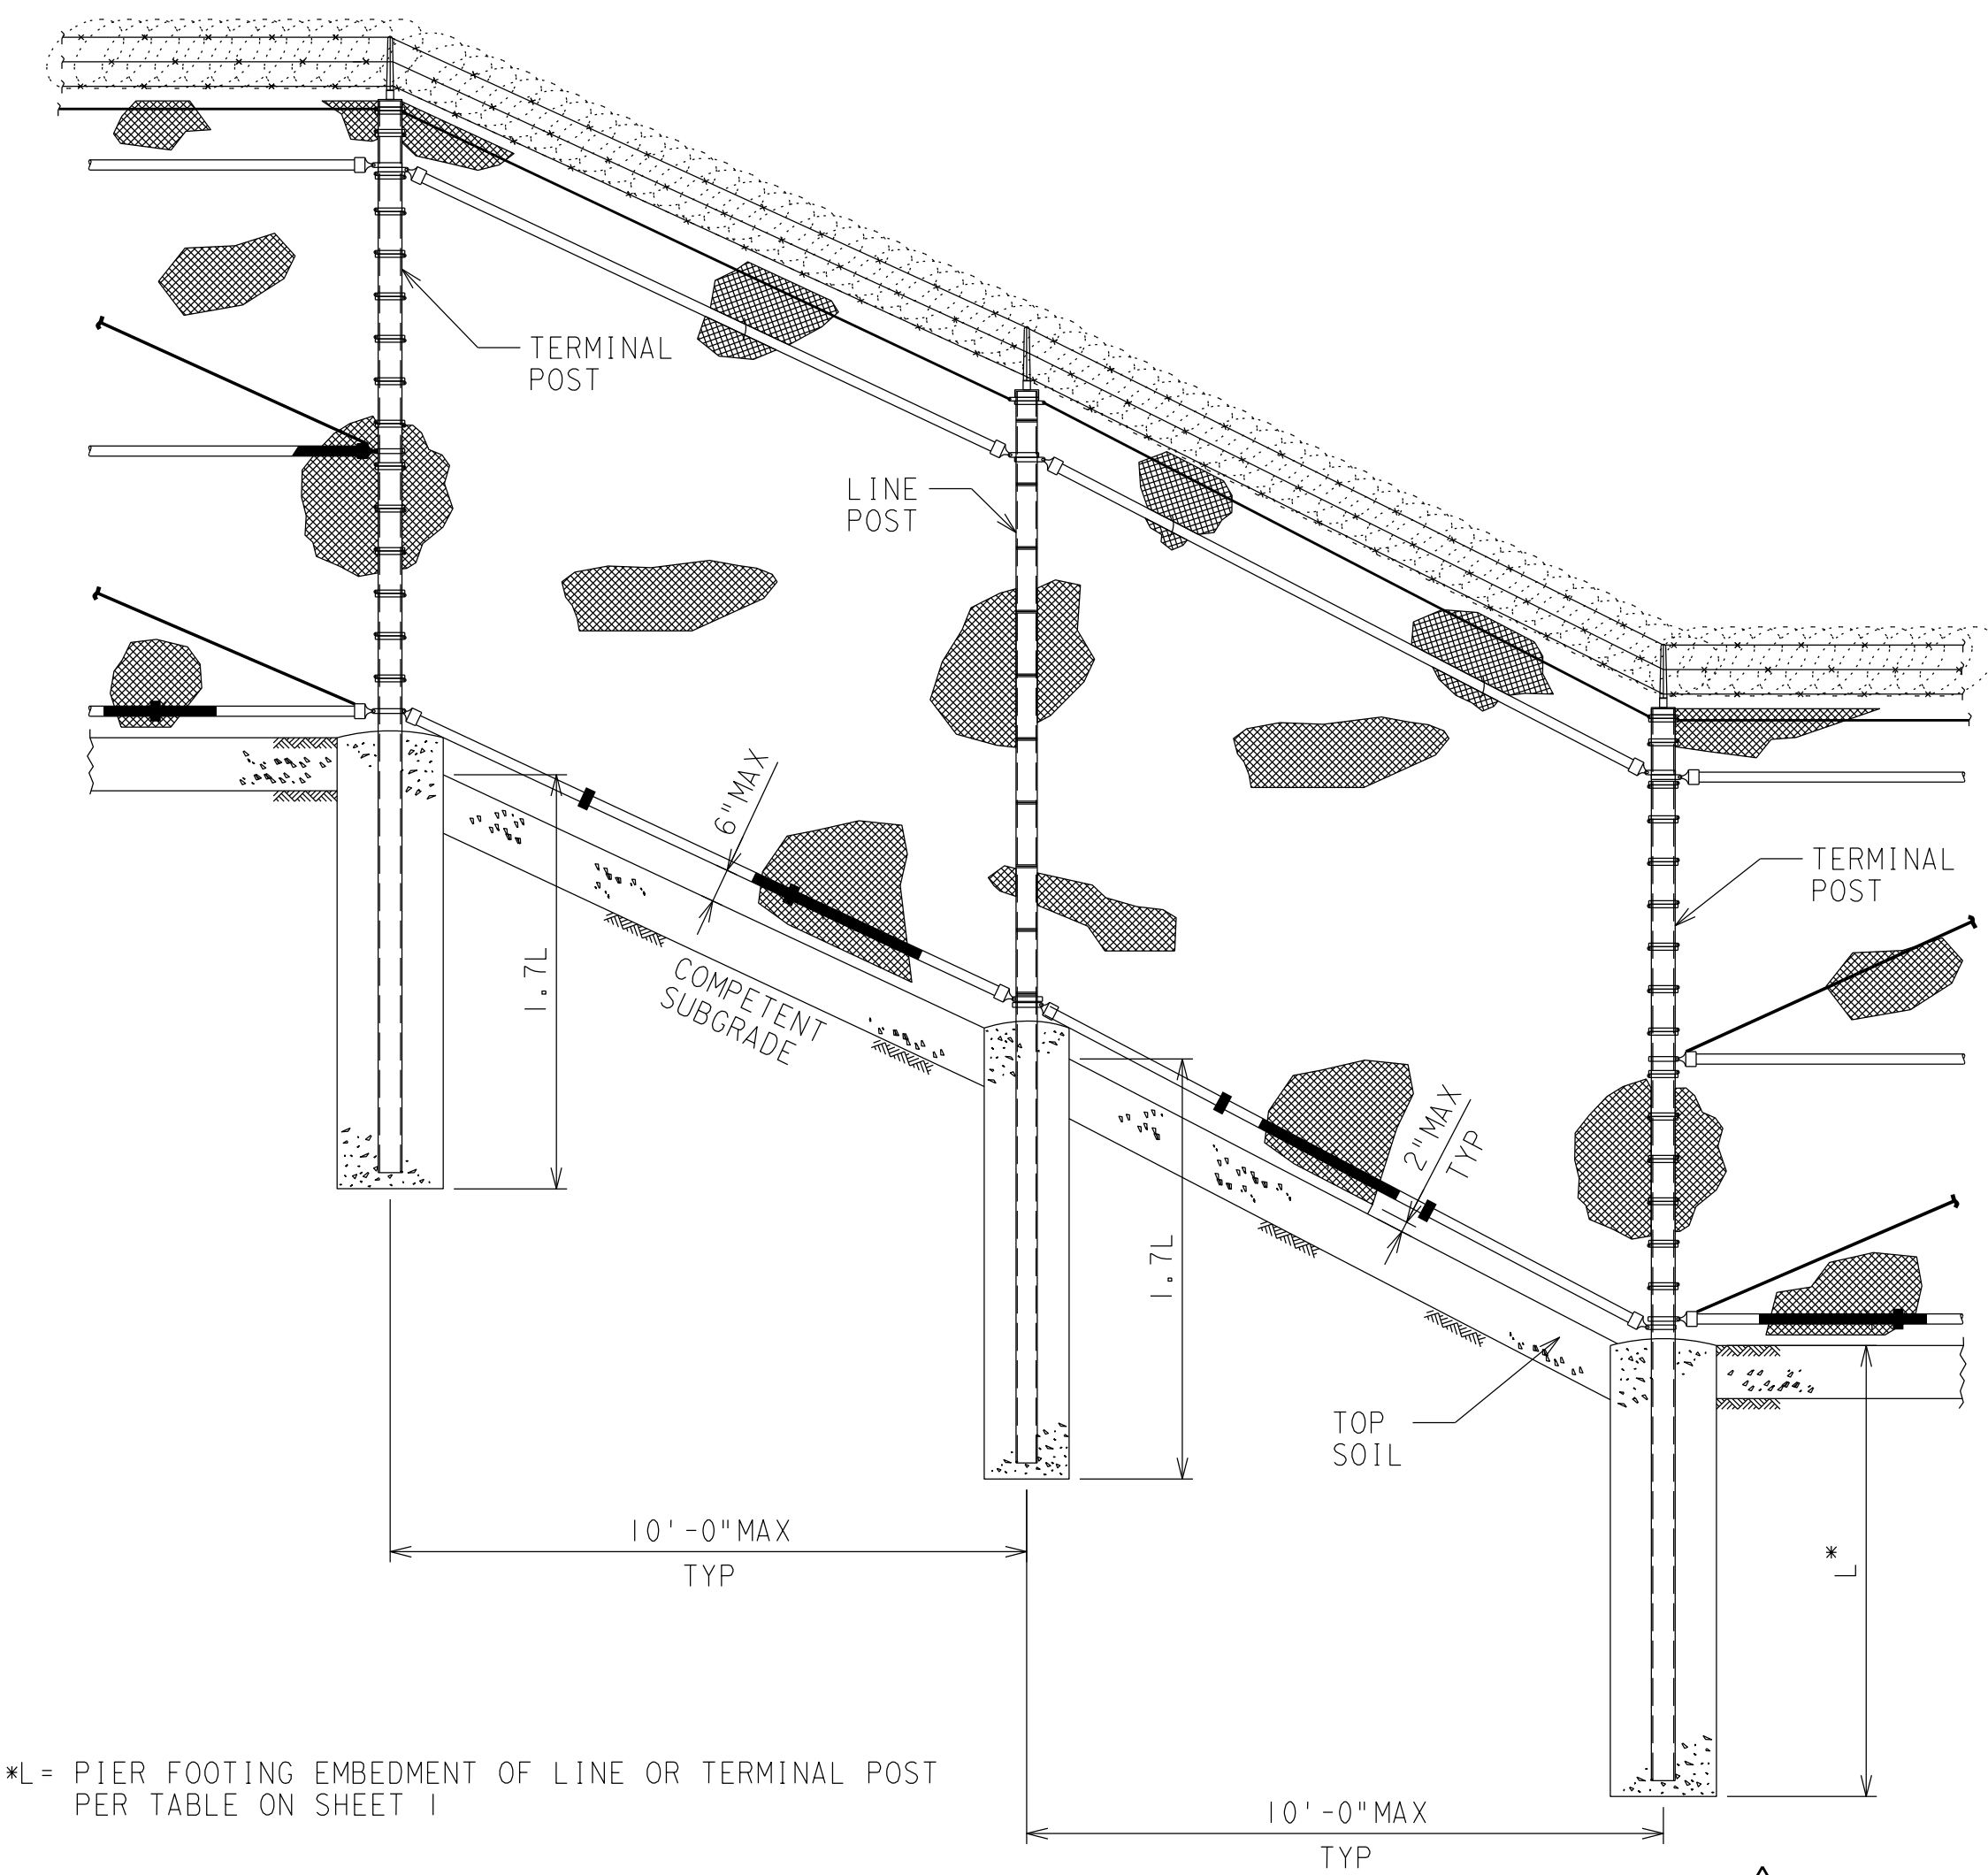 TERMINAL
POST
LINE
POST
6"MAX
TERMINAL
POST
1.7L
COMPETENT
SUBGRADE
2"MAX
TYP
1.7L
TOP
SOIL
10'-0"MAX
TYP
L*
*L= PIER FOOTING EMBEDMENT OF LINE OR TERMINAL POST
PER TABLE ON SHEET 1
10'-0"MAX
TYP